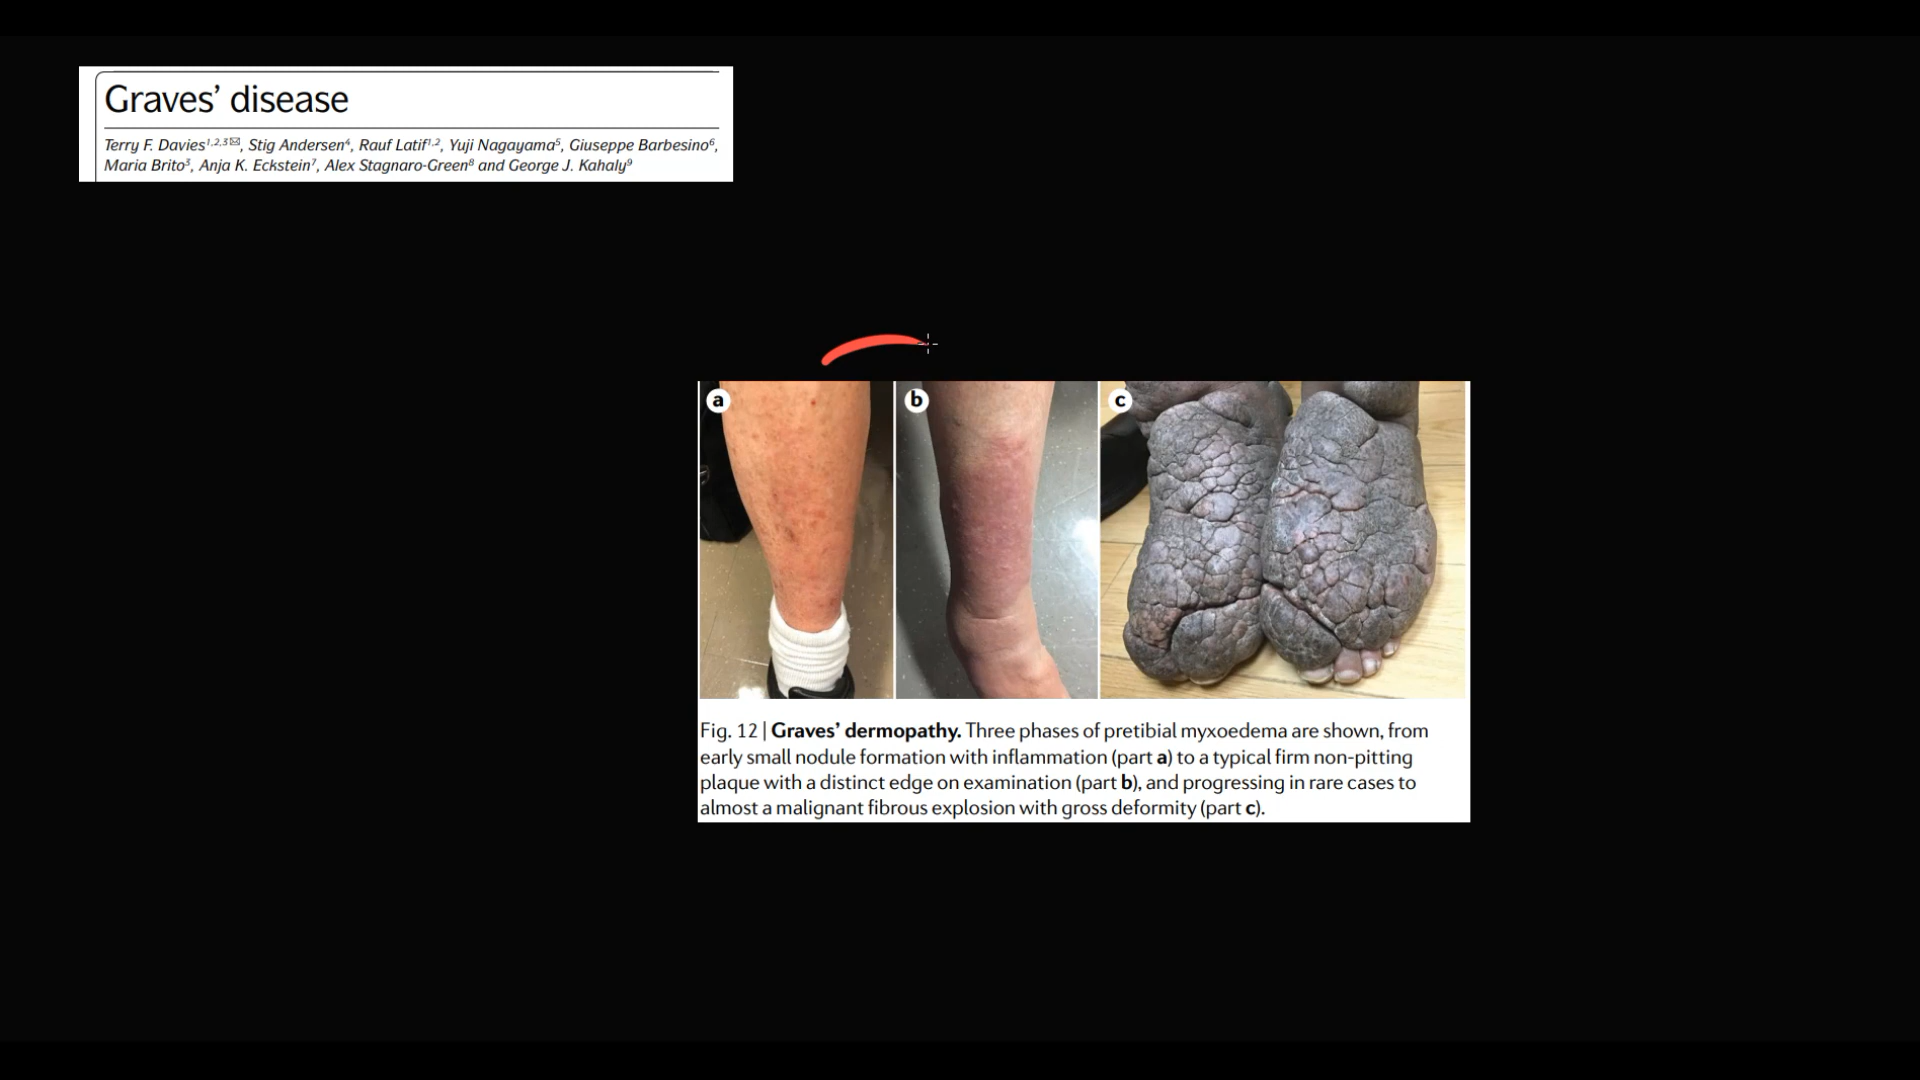 Graves’ disease
Terry F. Davies1,2,3✉, Stig Andersen4, Rauf Latif1,2, Yuji Nagayama5, Giuseppe Barbesino6,
Maria Brito3, Anja K. Eckstein7, Alex Stagnaro-Green8 and George J. Kahaly9
a
b
c
Fig. 12 | Graves’ dermopathy. Three phases of pretibial myxoedema are shown, from
early small nodule formation with inflammation (part a) to a typical firm non-pitting
plaque with a distinct edge on examination (part b), and progressing in rare cases to
almost a malignant fibrous explosion with gross deformity (part c).